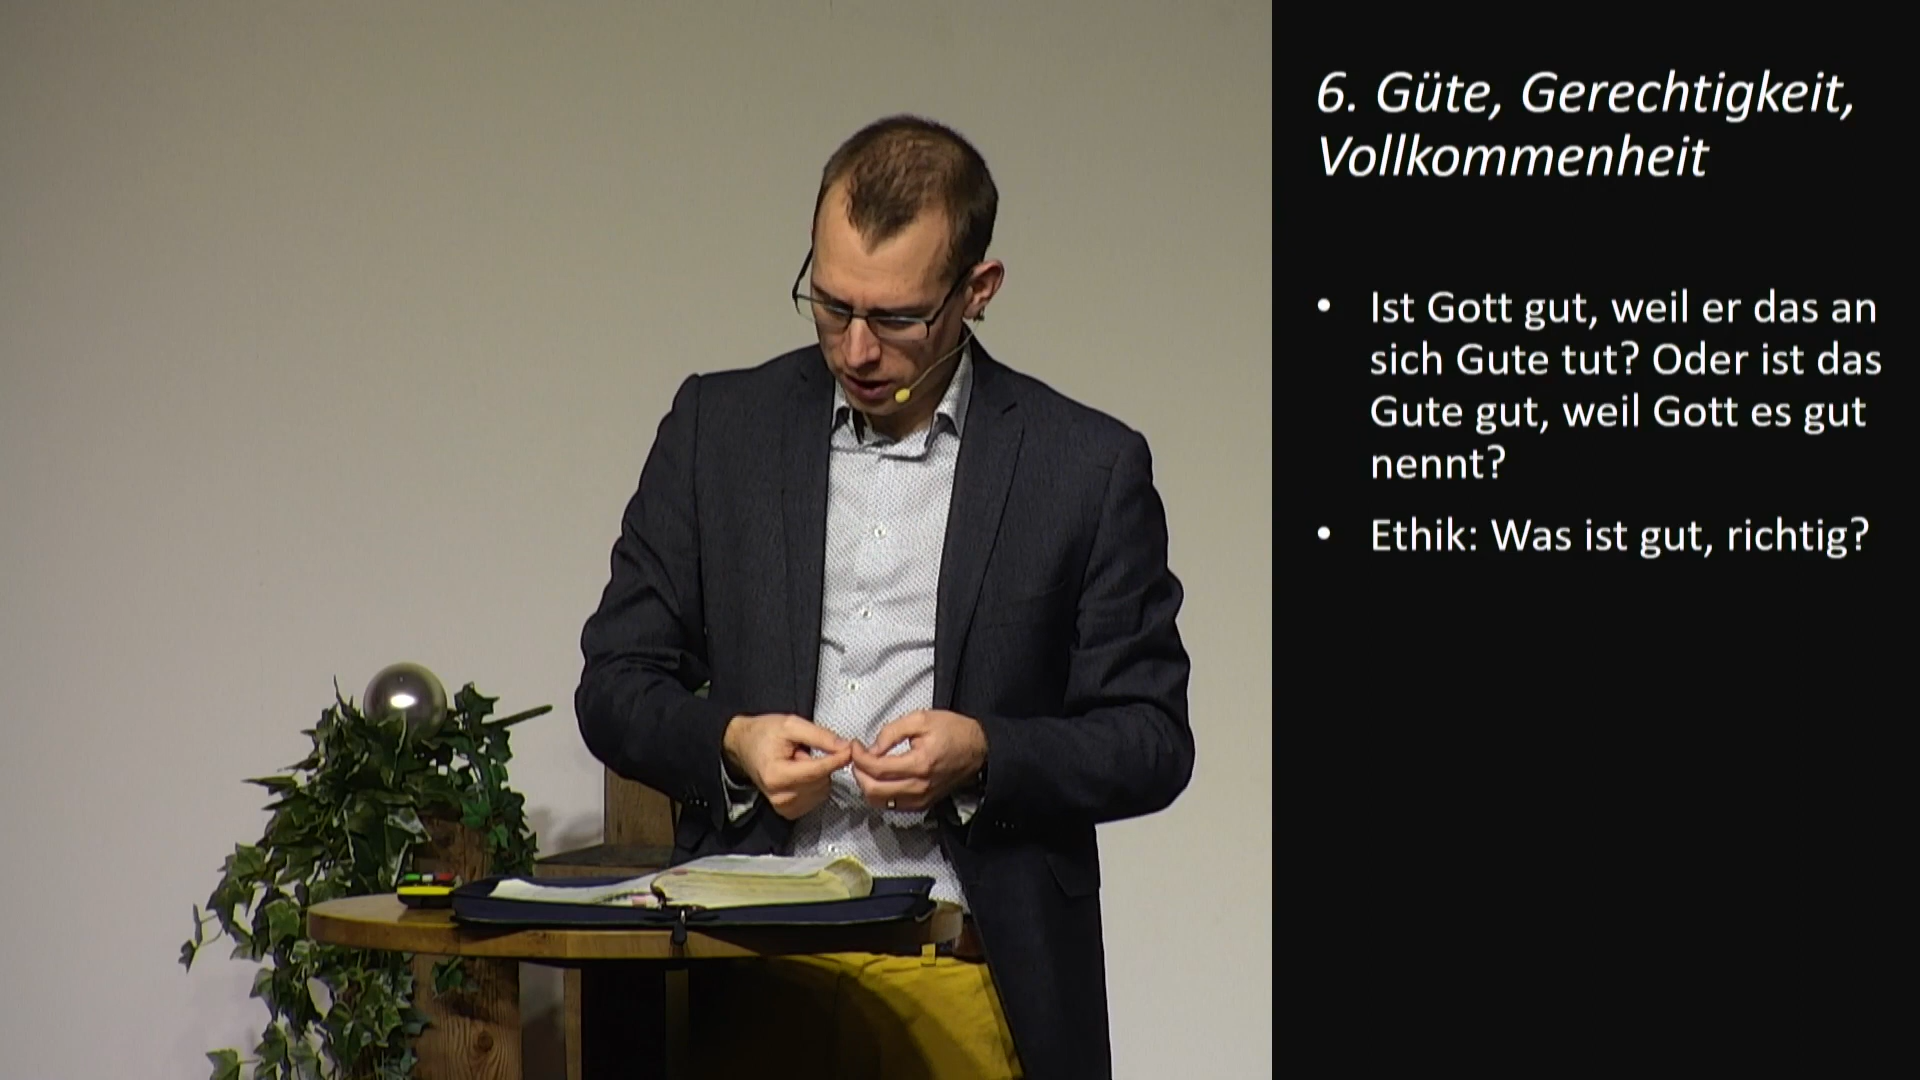 6. Güte, Gerechtigkeit,
Vollkommenheit
• Ist Gott gut, weil er das an
sich Gute tut? Oder ist das
Gute gut, weil Gott es gut
nennt?
• Ethik: Was ist gut, richtig?